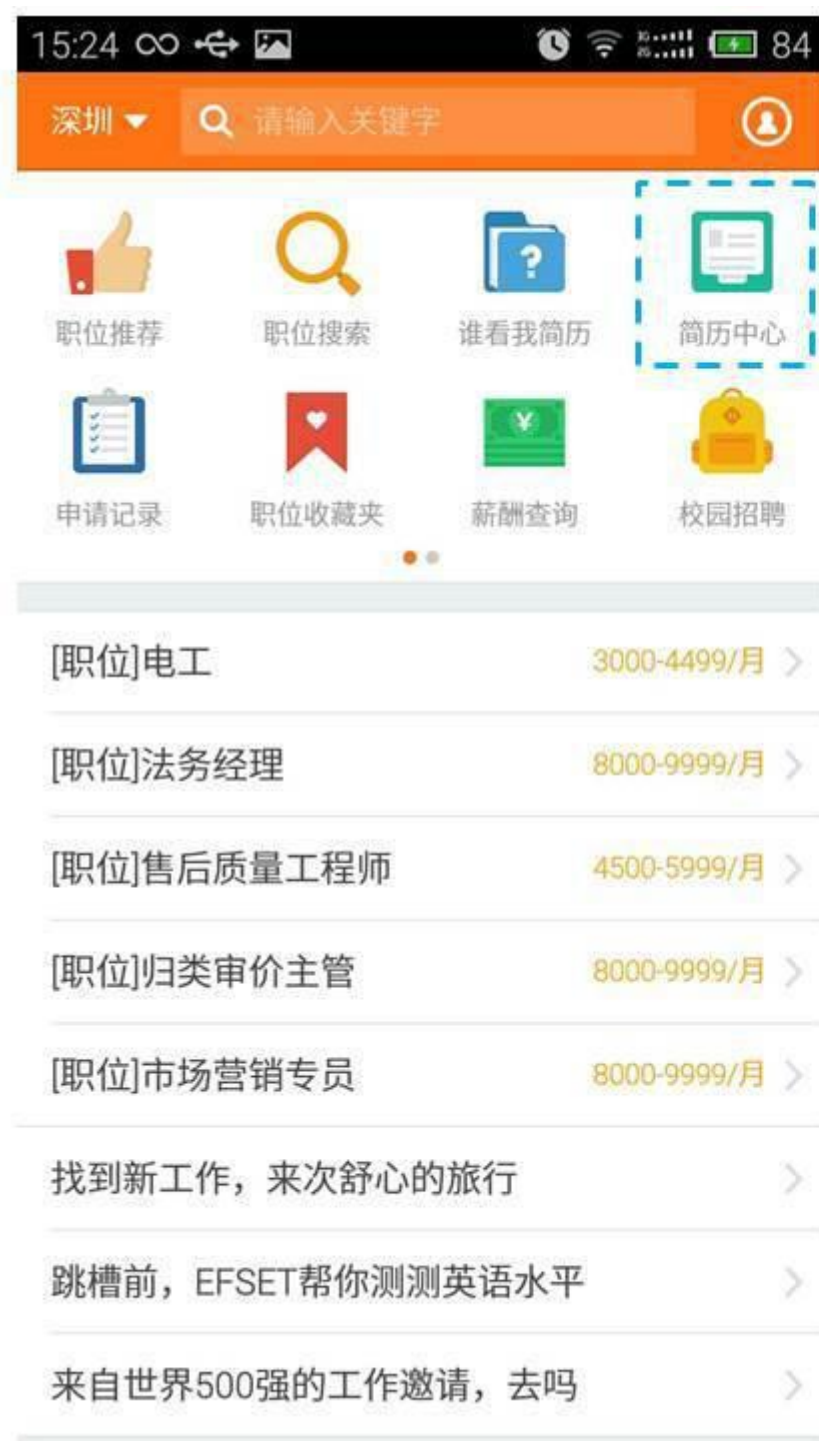 15:24 84
深圳 请输入关键字
职位推荐 职位搜索 谁看我简历 简历中心
申请记录 职位收藏夹 薪酬查询 校园招聘
[职位]电工 3000-4499/月
[职位]法务经理 8000-9999/月
[职位]售后质量工程师 4500-5999/月
[职位]归类审价主管 8000-9999/月
[职位]市场营销专员 8000-9999/月
找到新工作，来次舒心的旅行
跳槽前，EFSET帮你测测英语水平
来自世界500强的工作邀请，去吗